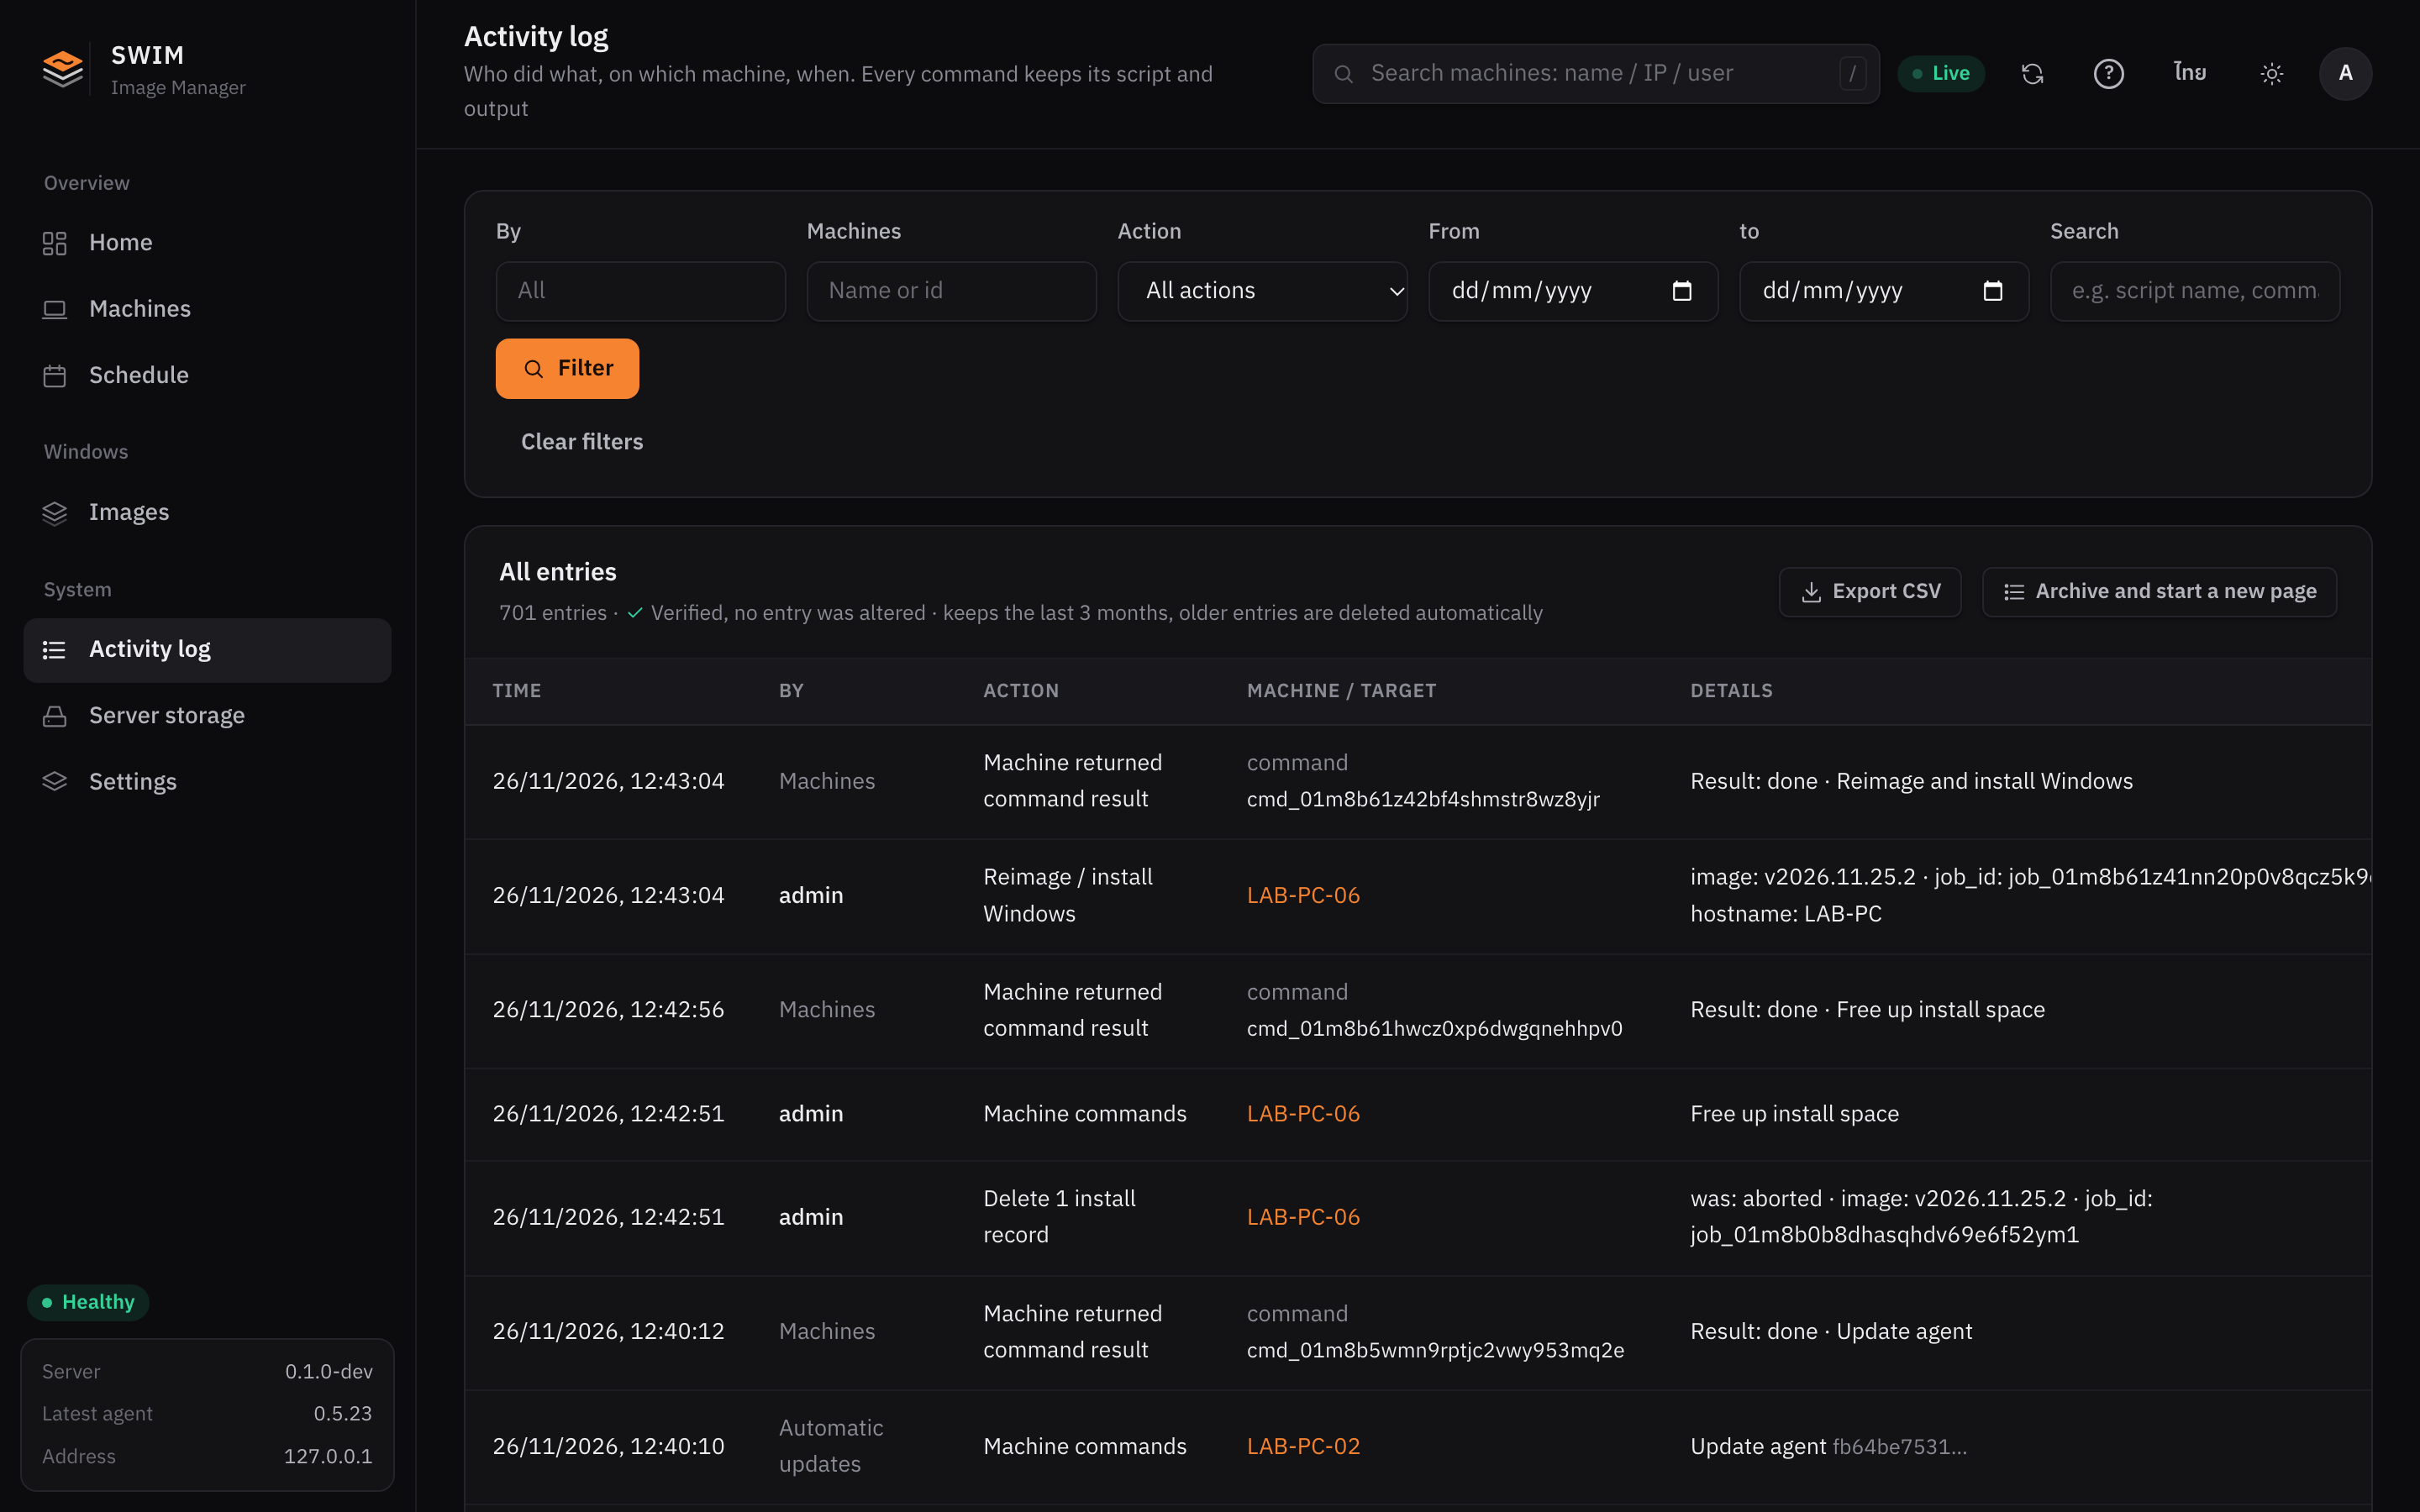 SWIM
Image Manager
Overview
Home
Machines
Schedule
Windows
Images
System
Activity log
Server storage
Settings
Healthy
Server 0.1.0-dev
Latest agent 0.5.23
Address 127.0.0.1
Activity log
Who did what, on which machine, when. Every command keeps its script and
output
Search machines: name / IP / user /
Live
?
ไทย
A
By Machines Action From to Search
All Name or id All actions dd/mm/yyyy dd/mm/yyyy e.g. script name, comm
Filter
Clear filters
All entries
701 entries · ✓ Verified, no entry was altered · keeps the last 3 months, older entries are deleted automatically
Export CSV
Archive and start a new page
TIME BY ACTION MACHINE / TARGET DETAILS
26/11/2026, 12:43:04 Machines Machine returned command result command cmd_01m8b61z42bf4shmstr8wz8yjr Result: done · Reimage and install Windows
26/11/2026, 12:43:04 admin Reimage / install Windows LAB-PC-06 image: v2026.11.25.2 · job_id: job_01m8b61z41nn20p0v8qcz5k9 hostname: LAB-PC
26/11/2026, 12:42:56 Machines Machine returned command result command cmd_01m8b61hwcz0xp6dwgqnehhpv0 Result: done · Free up install space
26/11/2026, 12:42:51 admin Machine commands LAB-PC-06 Free up install space
26/11/2026, 12:42:51 admin Delete 1 install record LAB-PC-06 was: aborted · image: v2026.11.25.2 · job_id: job_01m8b0b8dhasqhdv69e6f52ym1
26/11/2026, 12:40:12 Machines Machine returned command result command cmd_01m8b5wmn9rptjc2vwy953mq2e Result: done · Update agent
26/11/2026, 12:40:10 Automatic updates Machine commands LAB-PC-02 Update agent fb64be7531...